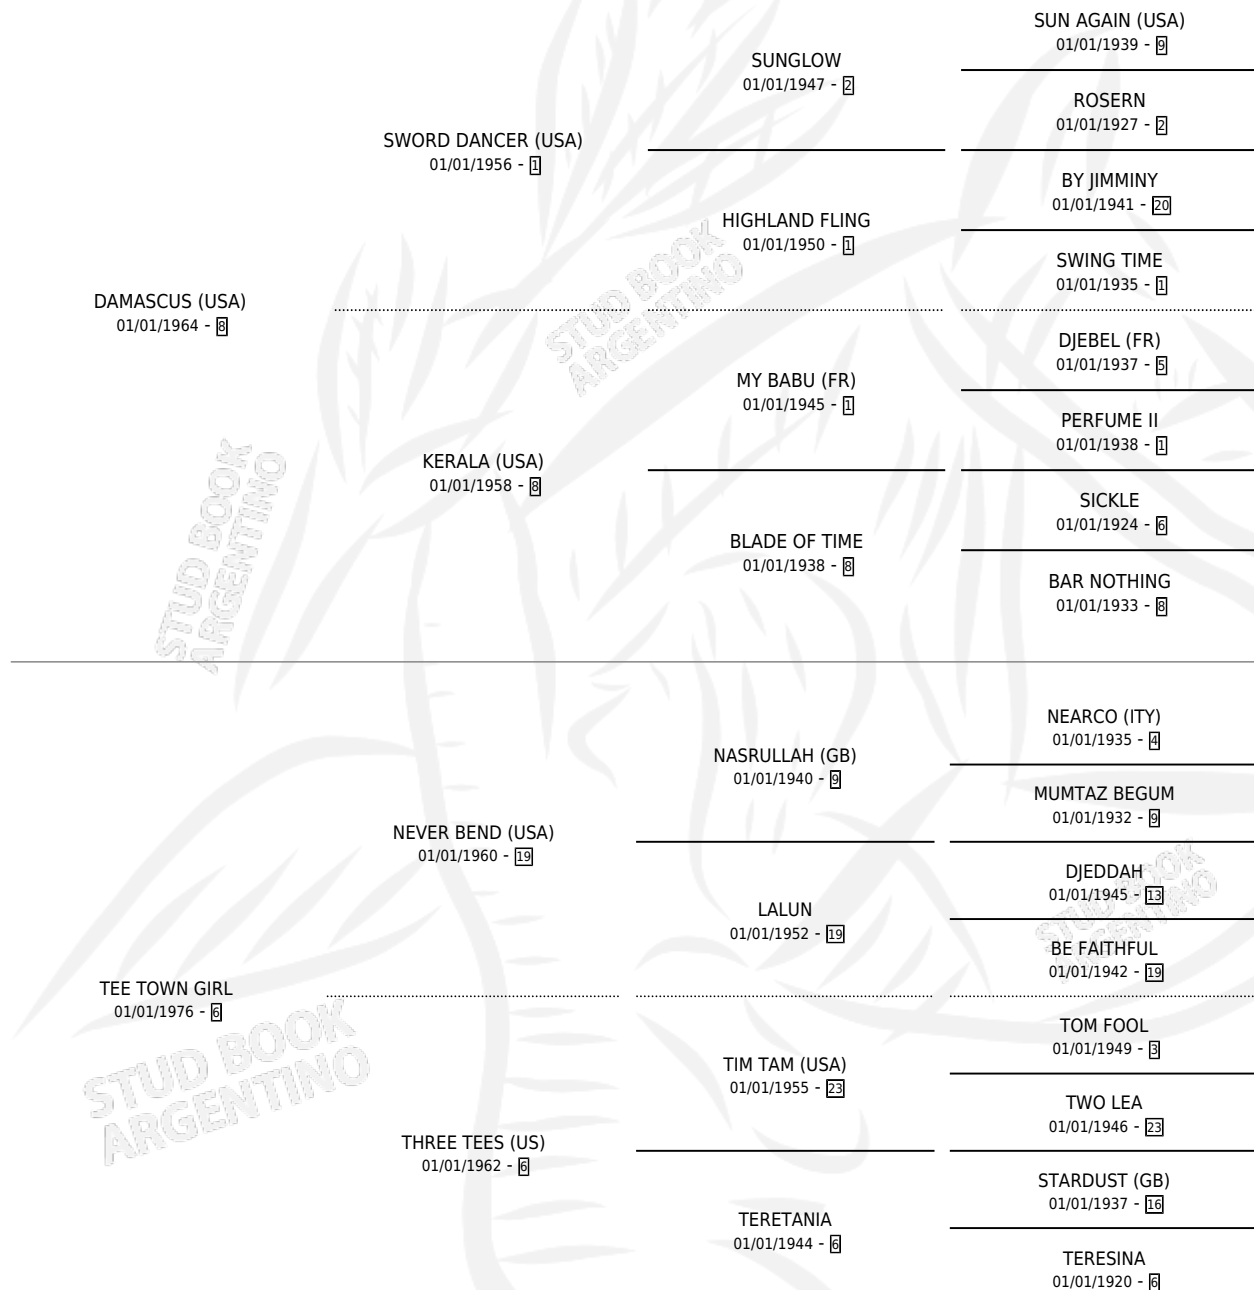 SUN AGAIN (USA)
01/01/1939 - 9
SUNGLOW
01/01/1947 - 2
ROSERN
01/01/1927 - 2
SWORD DANCER (USA)
01/01/1956 - 1
BY JIMMINY
01/01/1941 - 20
HIGHLAND FLING
01/01/1950 - 1
SWING TIME
01/01/1935 - 1
DAMASCUS (USA)
01/01/1964 - 8
DJEBEL (FR)
01/01/1937 - 5
MY BABU (FR)
01/01/1945 - 1
PERFUME II
01/01/1938 - 1
KERALA (USA)
01/01/1958 - 8
SICKLE
01/01/1924 - 6
BLADE OF TIME
01/01/1938 - 8
BAR NOTHING
01/01/1933 - 8
NEARCO (ITY)
01/01/1935 - 4
NASRULLAH (GB)
01/01/1940 - 9
MUMTAZ BEGUM
01/01/1932 - 9
NEVER BEND (USA)
01/01/1960 - 19
DJEDDAH
01/01/1945 - 13
LALUN
01/01/1952 - 19
BE FAITHFUL
01/01/1942 - 19
TEE TOWN GIRL
01/01/1976 - 6
TOM FOOL
01/01/1949 - 3
TIM TAM (USA)
01/01/1955 - 23
TWO LEA
01/01/1946 - 23
THREE TEES (US)
01/01/1962 - 6
STARDUST (GB)
01/01/1937 - 16
TERETANIA
01/01/1944 - 6
TERESINA
01/01/1920 - 6
STUD BOOK
ARGENTINO
STUD BOOK
ARGENTINO
STUD BOOK
ARGENTINO
STUD BOOK
ARGENTINO